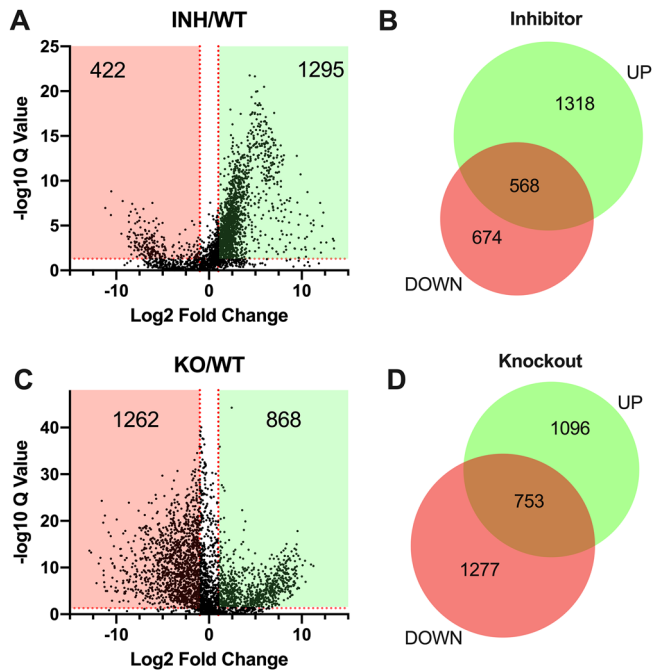 A
INH/WT
25
20
15
10
5
0
422
1295
-log10 Q Value
-10
0
10
Log2 Fold Change
B
Inhibitor
UP
1318
568
674
DOWN
C
KO/WT
40
30
20
10
0
1262
868
-log10 Q Value
-10
0
10
Log2 Fold Change
D
Knockout
UP
1096
753
1277
DOWN